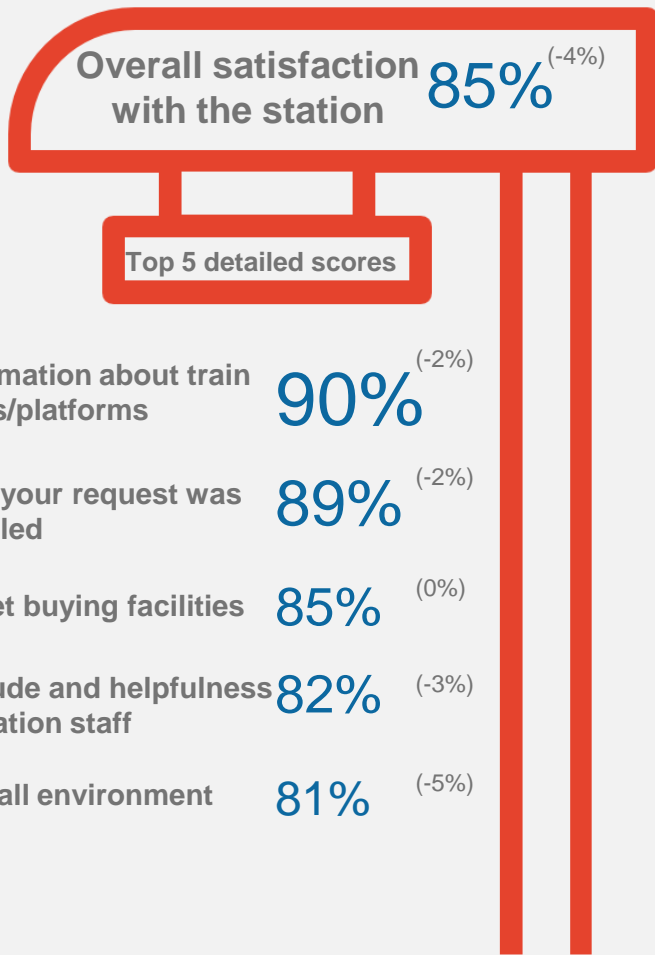 Overall satisfaction 85% (-4%)
with the station
Top 5 detailed scores
mation about train
s/platforms
90% (-2%)
your request was
led
89% (-2%)
et buying facilities 85% (0%)
ude and helpfulness
ation staff
82% (-3%)
all environment 81% (-5%)